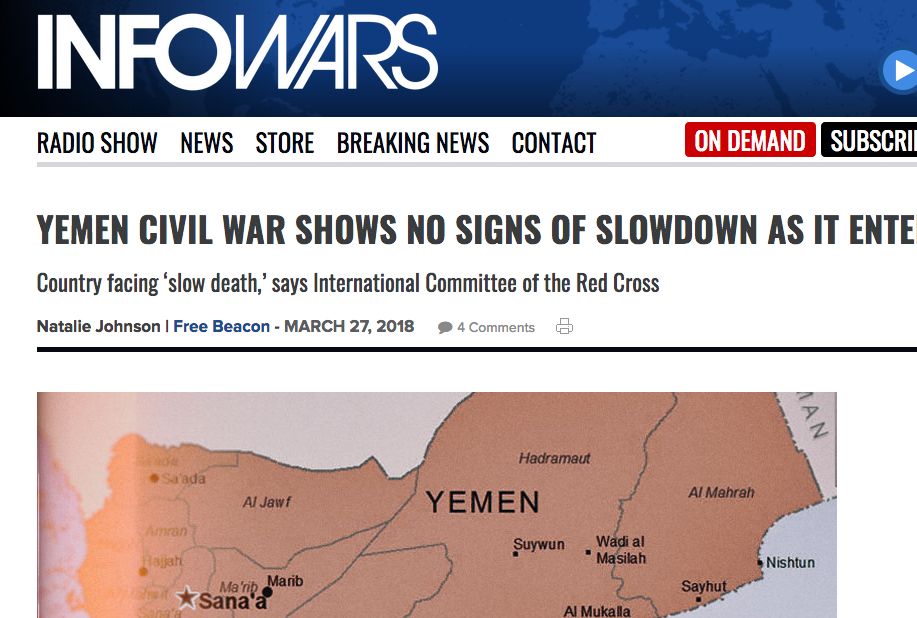 INFOWARS
RADIO SHOW NEWS STORE BREAKING NEWS CONTACT ON DEMAND SUBSCRI
YEMEN CIVIL WAR SHOWS NO SIGNS OF SLOWDOWN AS IT ENTE
Country facing ‘slow death,’ says International Committee of the Red Cross
Natalie Johnson | Free Beacon - MARCH 27, 2018 4 Comments
MAN
Hadramaut
Sa'ada
Al Jawf
YEMEN
Al Mahrah
Amran
Suywun
Wadi al
Masilah
Hajjah
Nishtun
Ma'rib
Marib
Sayhut
Sana'a
Al Mukalla
Sana'a